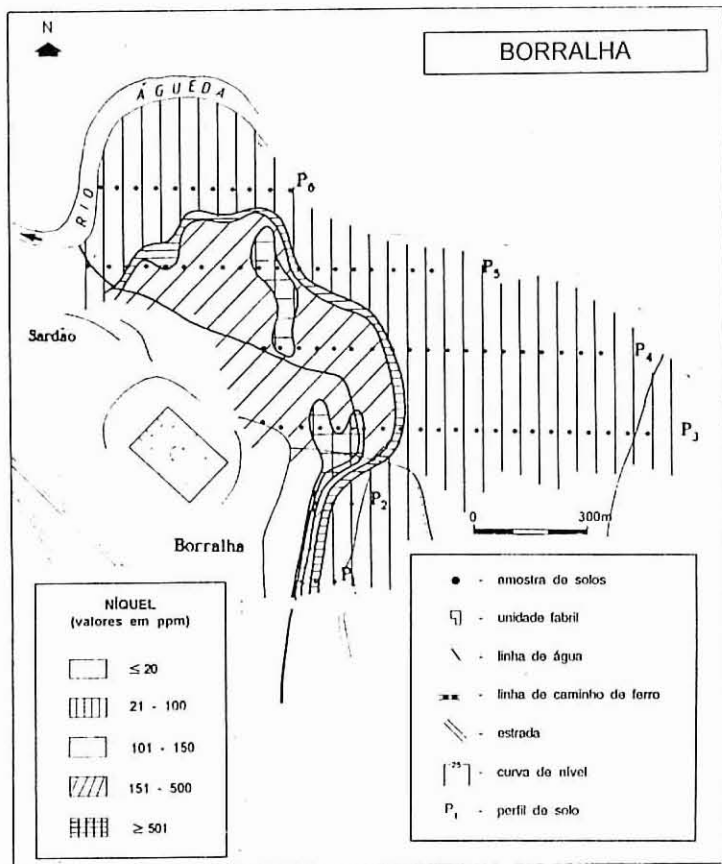 N
BORRALHA
RIO ÁGUEDA
P6
P5
Sardão
P4
P3
0 300m
P2
Borralha
P
NÍQUEL
(valores em ppm)
≤ 20
21 - 100
101 - 150
151 - 500
≥ 501
- amostra de solos
- unidade fabril
- linha de água
- linha de caminho de ferro
- estrada
25 - curva de nível
P1 - perfil de solo